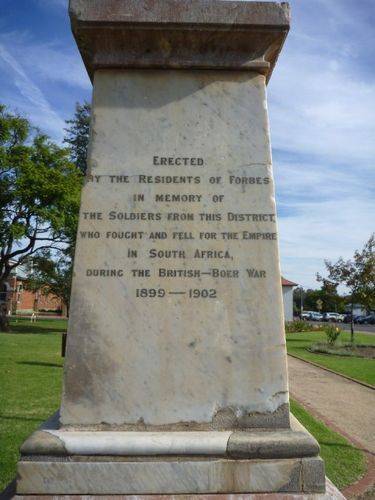 Erected
by the Residents of Forbes
in memory of
the Soldiers from this District,
who fought and fell for the Empire
in South Africa,
during the British—Boer War
1899—1902